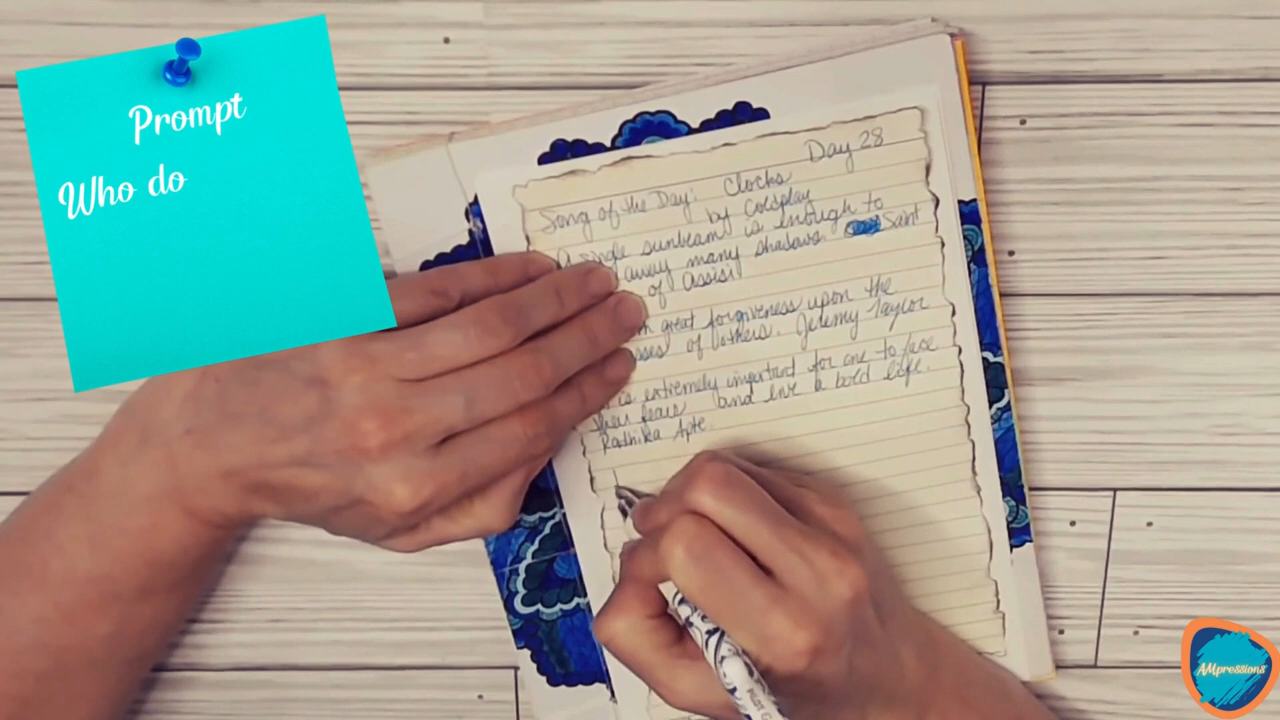 Prompt
Who do
Day 28
Song of the Day: Clocks
by Coldplay
A single sunbeam is enough to
away many shadows. Saint
of Assisi
great forgiveness upon the
of others. Jeremy Taylor
is extremely important for one to face
their fears and live a bold life.
Radhika Apte.
AMpressions